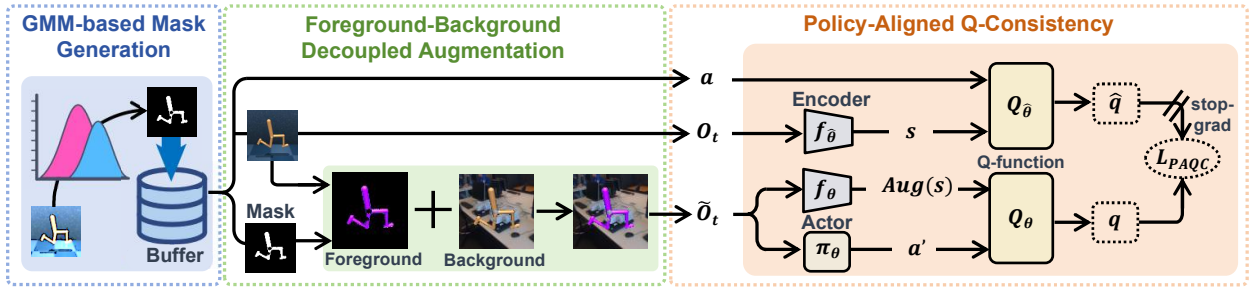 GMM-based Mask
Generation
Buffer
Foreground-Background
Decoupled Augmentation
Mask
Foreground
Background
Policy-Aligned Q-Consistency
a
O_t
Õ_t
Encoder
f_θ̂
s
f_θ
Aug(s)
Actor
π_θ
a'
Q_θ̂
Q-function
Q_θ
q̂
q
stop-
grad
L_PAQC